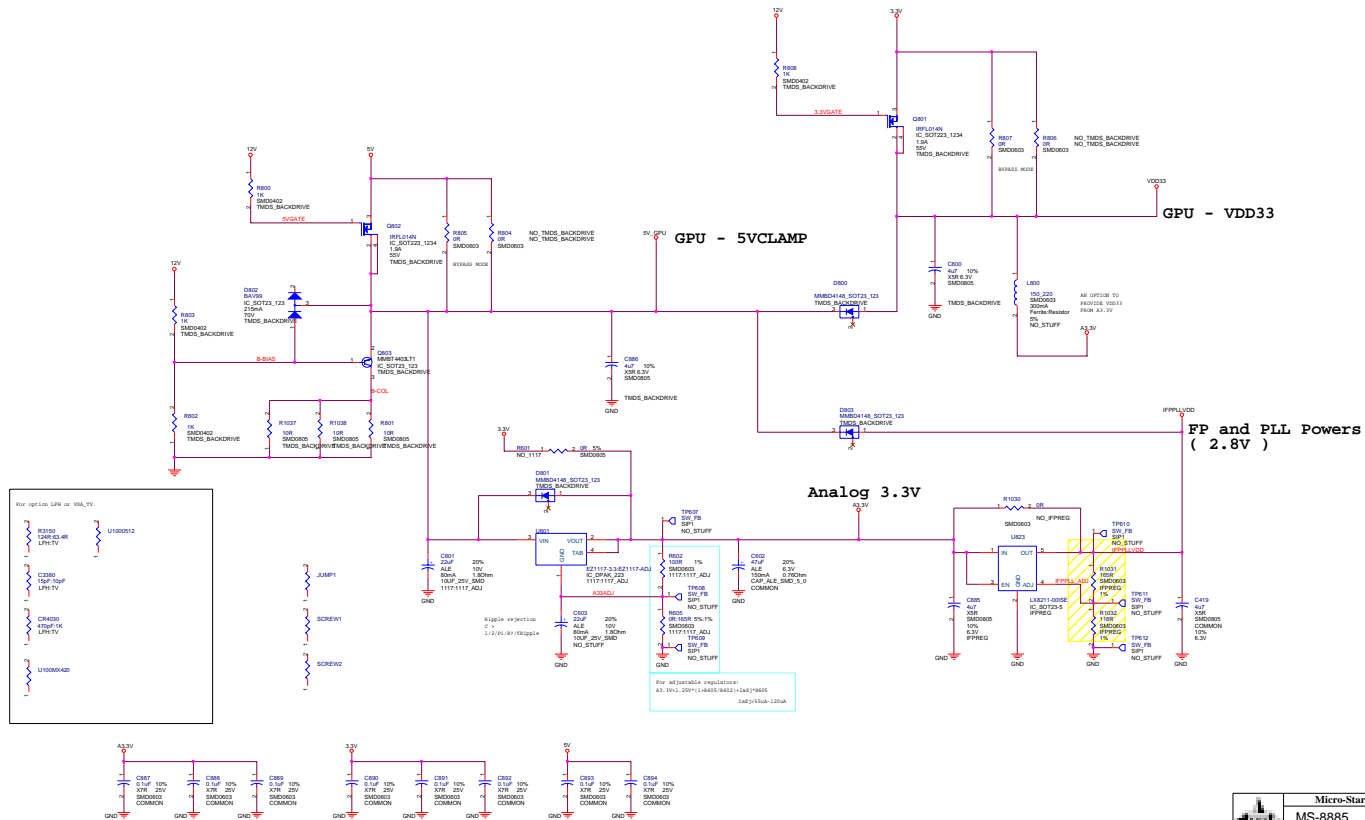 12V
3.3V
R808
1K
SMD0402
TMDS_BACKDRIVE
3.3VGATE
Q801
IRFL014N
IC_SOT223_1234
1.9A
55V
TMDS_BACKDRIVE
R807
0R
SMD0603
R806
0R
SMD0603
NO_TMDS_BACKDRIVE
NO_TMDS_BACKDRIVE
BYPASS MODE
VDD33
GPU - VDD33
12V
5V
R800
1K
SMD0402
TMDS_BACKDRIVE
5VGATE
Q802
IRFL014N
IC_SOT223_1234
1.9A
55V
TMDS_BACKDRIVE
R805
0R
SMD0603
R804
0R
SMD0603
NO_TMDS_BACKDRIVE
NO_TMDS_BACKDRIVE
BYPASS MODE
5V_GPU
GPU - 5VCLAMP
C800
4u7 10%
X5R 6.3V
SMD0805
TMDS_BACKDRIVE
GND
L800
150_220
SMD0603
300mA
Ferrite:Resistor
5%
NO_STUFF
AN OPTION TO
PROVIDE VDD33
FROM A3.3V
A3.3V
12V
R803
1K
SMD0402
TMDS_BACKDRIVE
D802
BAV99
IC_SOT23_123
215mA
70V
TMDS_BACKDRIVE
D800
MMBD4148_SOT23_123
TMDS_BACKDRIVE
B-BIAS
Q803
MMBT4403LT1
IC_SOT23_123
TMDS_BACKDRIVE
B-COL
C886
4u7 10%
X5R 6.3V
SMD0805
TMDS_BACKDRIVE
GND
R802
1K
SMD0402
TMDS_BACKDRIVE
R1037
10R
SMD0805
TMDS_BACKDRIVE
R1038
10R
SMD0805
TMDS_BACKDRIVE
R801
10R
SMD0805
TMDS_BACKDRIVE
D803
MMBD4148_SOT23_123
TMDS_BACKDRIVE
IFPPLLVDD
FP and PLL Powers
( 2.8V )
3.3V
R601
NO_1117
0R 5%
SMD0805
D801
MMBD4148_SOT23_123
TMDS_BACKDRIVE
Analog 3.3V
A3.3V
U601
VIN
VOUT
TAB
GND
EZ1117-3.3:EZ1117-ADJ
IC_DPAK_223
1117:1117_ADJ
C601
22uF 20%
ALE 10V
80mA 1.8Ohm
10UF_25V_SMD
1117:1117_ADJ
GND
A33ADJ
C603
22uF 20%
ALE 10V
80mA 1.8Ohm
10UF_25V_SMD
NO_STUFF
GND
Ripple rejection
C >
1/2/PI/R?/fRipple
TP607
SW_FB
SIP1
NO_STUFF
R602
100R 1%
SMD0603
1117:1117_ADJ
TP608
SW_FB
SIP1
NO_STUFF
R605
0R:165R 5%:1%
SMD0603
1117:1117_ADJ
TP609
SW_FB
SIP1
NO_STUFF
GND
For adjustable regulators:
A3.3V=1.25V*(1+R605/R602)+Iadj*R605
Iadj=55uA-120uA
C602
47uF 20%
ALE 6.3V
150mA 0.76Ohm
CAP_ALE_SMD_5_0
COMMON
GND
R1030
0R
SMD0603
NO_IFPREG
U823
IN
OUT
EN
ADJ
GND
LX8211-00ISE
IC_SOT23-5
IFPREG
C885
4u7
X5R
SMD0805
10%
6.3V
IFPREG
GND
GND
TP610
SW_FB
SIP1
NO_STUFF
IFPPLLVDD
R1031
165R
SMD0603
IFPREG
1%
IFPPLL_ADJ
TP611
SW_FB
SIP1
NO_STUFF
R1032
118R
SMD0603
IFPREG
1%
TP612
SW_FB
SIP1
NO_STUFF
GND
C419
4u7
X5R
SMD0805
COMMON
10%
6.3V
GND
For option LFH or VGA_TV.
R3150
124R:63.4R
LFH:TV
U1000512
C3380
15pF:10pF
LFH:TV
CR4030
470pF:1K
LFH:TV
U100MX420
JUMP1
SCREW1
SCREW2
A3.3V
C887
0.1uF 10%
X7R 25V
SMD0603
COMMON
GND
C888
0.1uF 10%
X7R 25V
SMD0603
COMMON
GND
C889
0.1uF 10%
X7R 25V
SMD0603
COMMON
GND
3.3V
C890
0.1uF 10%
X7R 25V
SMD0603
COMMON
GND
C891
0.1uF 10%
X7R 25V
SMD0603
COMMON
GND
C892
0.1uF 10%
X7R 25V
SMD0603
COMMON
GND
5V
C893
0.1uF 10%
X7R 25V
SMD0603
COMMON
GND
C894
0.1uF 10%
X7R 25V
SMD0603
COMMON
GND
Micro-Star
MS-8885